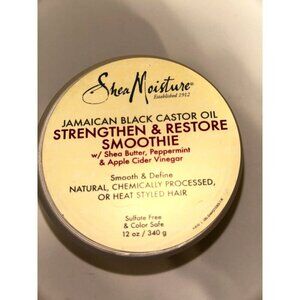 SheaMoisture®
Established 1912
JAMAICAN BLACK CASTOR OIL
STRENGTHEN & RESTORE
SMOOTHIE
w/ Shea Butter, Peppermint
& Apple Cider Vinegar
Smooth & Define
NATURAL, CHEMICALLY PROCESSED,
OR HEAT STYLED HAIR
Sulfate Free
& Color Safe
12 oz / 340 g